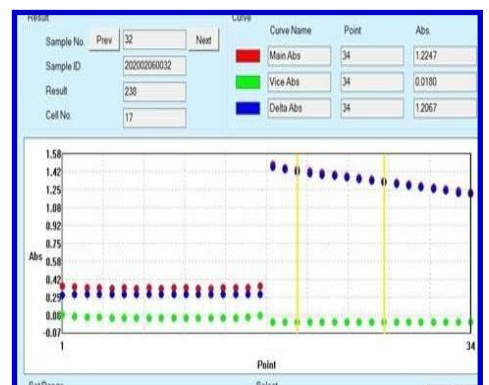 Result
Curve
Curve Name Point Abs.
Sample No. Prev 32 Next
Main Abs 34 1.2247
Sample ID 202002060032
Vice Abs 34 0.0180
Result 238
Delta Abs 34 1.2067
Cell No. 17
1.58
1.42
1.25
1.08
0.92
0.75
Abs 0.58
0.42
0.25
0.08
-0.07
1 34
Point
Set Range Select